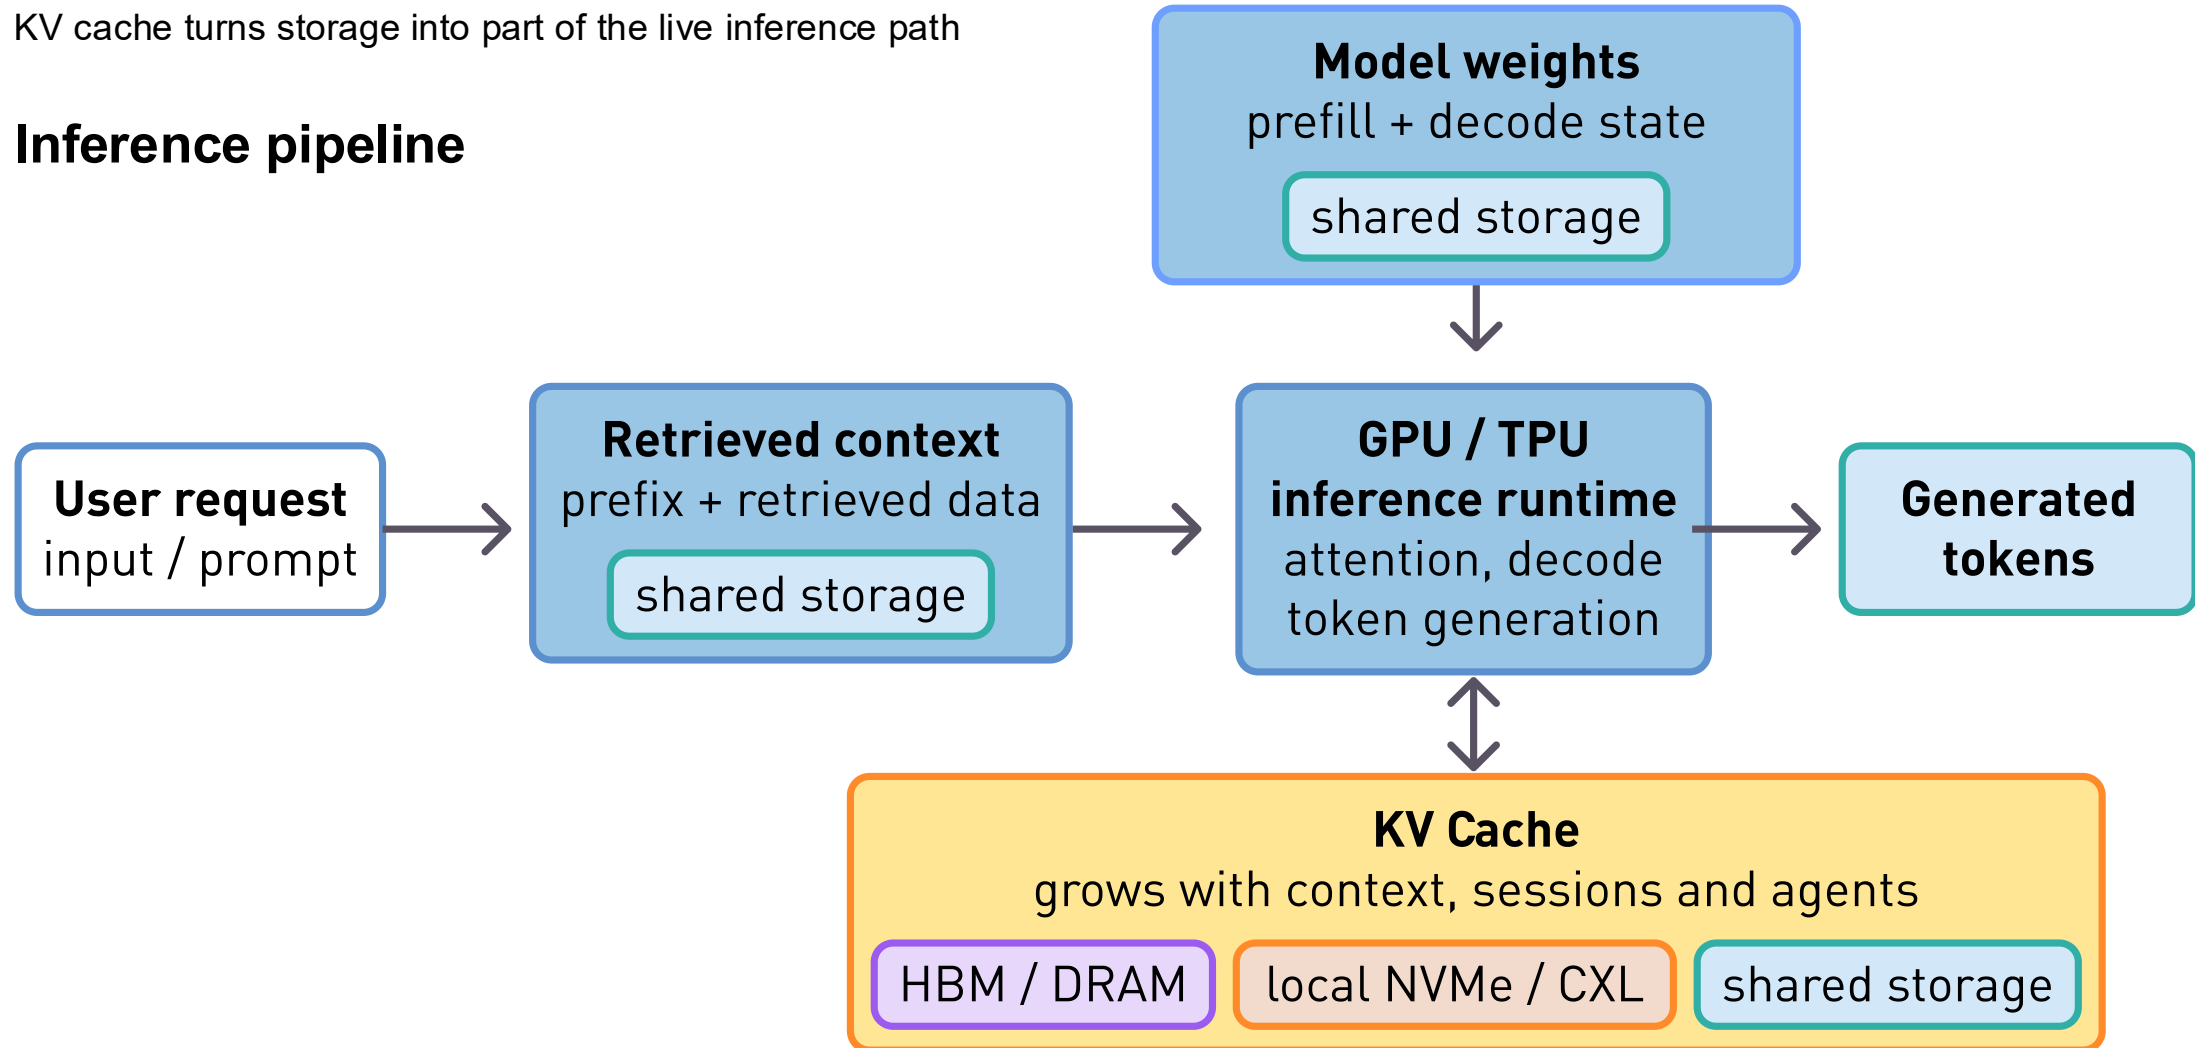 KV cache turns storage into part of the live inference path
Inference pipeline
Model weights
prefill + decode state
shared storage
User request
input / prompt
Retrieved context
prefix + retrieved data
shared storage
GPU / TPU
inference runtime
attention, decode
token generation
Generated
tokens
KV Cache
grows with context, sessions and agents
HBM / DRAM
local NVMe / CXL
shared storage